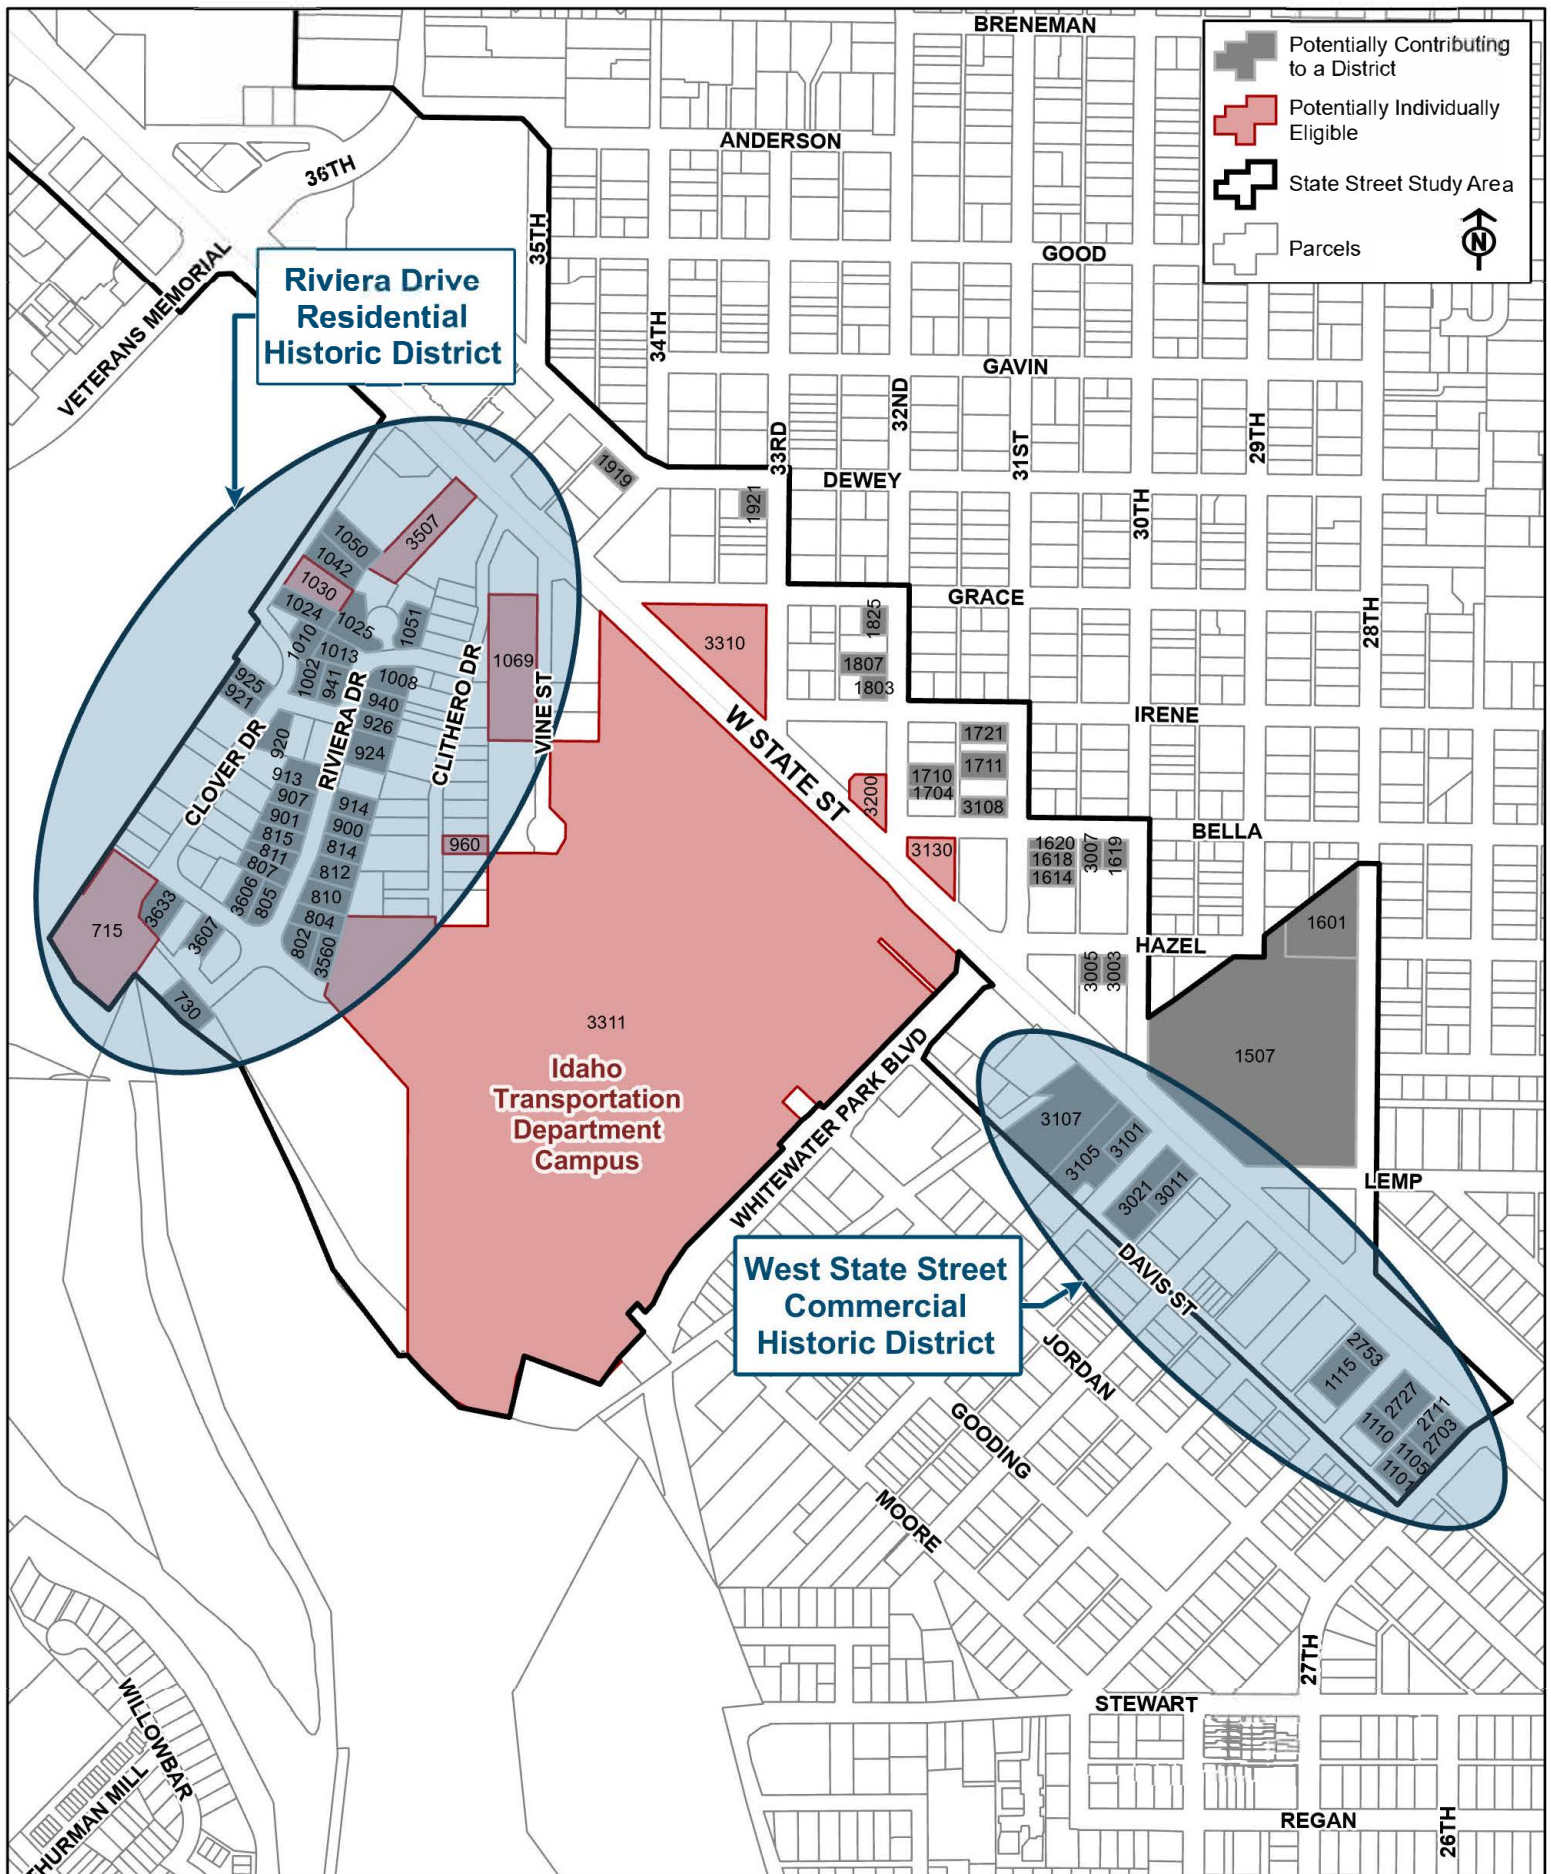 BRENEMAN
Potentially Contributing
to a District
Potentially Individually
Eligible
State Street Study Area
N
Parcels
ANDERSON
36TH
35TH
GOOD
VETERANS MEMORIAL
Riviera Drive
Residential
Historic District
34TH
GAVIN
33RD
32ND
31ST
29TH
DEWEY
30TH
1919
1921
3507
1050
1042
1030
1024
1025
1051
1010
1013
1002
941
1008
925
921
940
926
924
920
913
907
901
815
811
807
3606
805
914
900
814
812
810
804
802
3560
3633
3607
715
730
1069
960
CLOVER DR
RIVIERA DR
CLITHERO DR
VINE ST
GRACE
28TH
3310
1825
1807
1803
W STATE ST
IRENE
1721
1711
1710
1704
3108
3200
3130
BELLA
1620
1618
1614
3007
1619
HAZEL
3005
3003
1601
1507
3311
Idaho
Transportation
Department
Campus
WHITEWATER PARK BLVD
3107
3105
3101
3021
3011
LEMP
West State Street
Commercial
Historic District
DAVIS ST
JORDAN
GOODING
MOORE
2753
1115
2727
2711
2703
1110
1105
1101
27TH
STEWART
REGAN
26TH
WILLOWBAR
THURMAN MILL